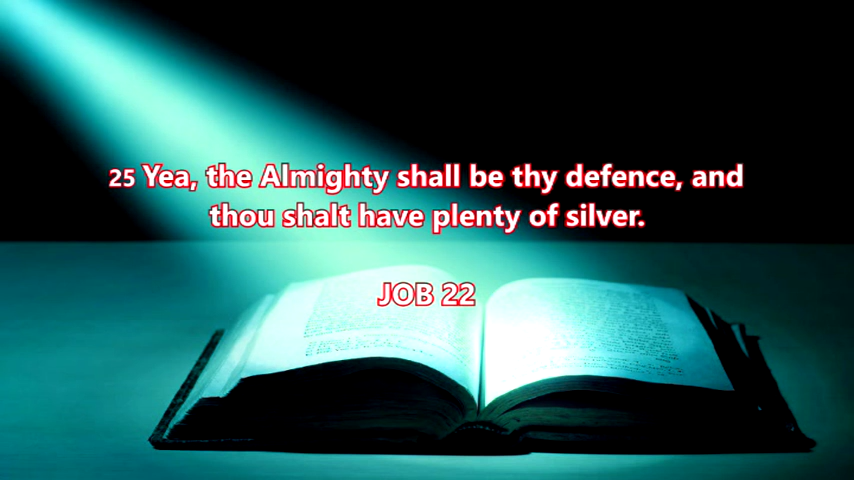 25 Yea, the Almighty shall be thy defence, and
thou shalt have plenty of silver.
JOB 22